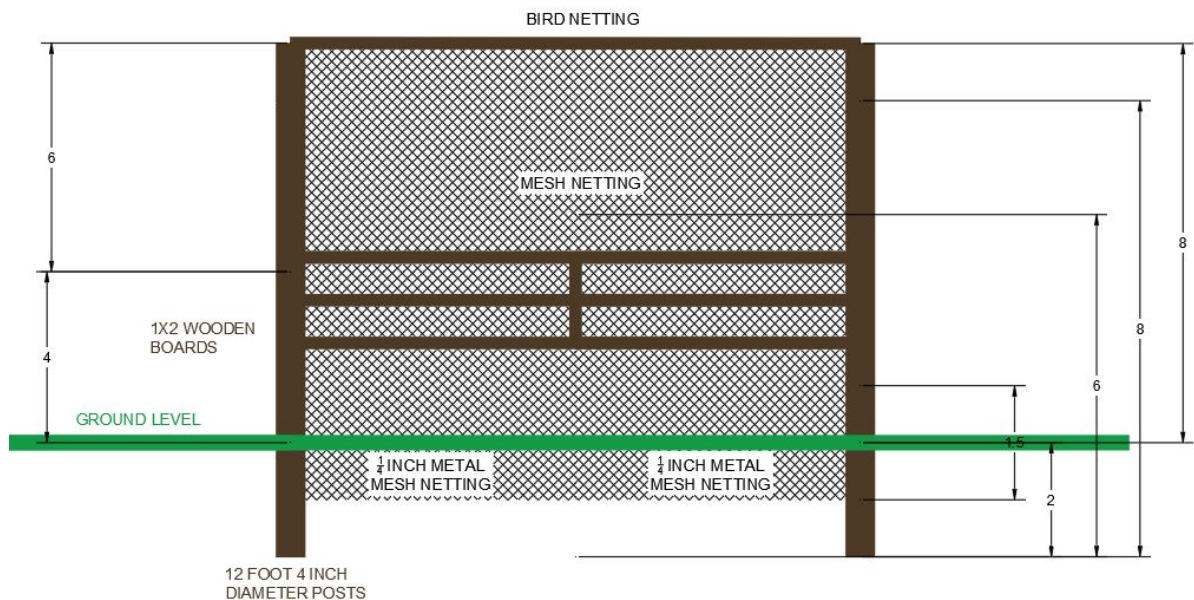 BIRD NETTING
6
MESH NETTING
8
1X2 WOODEN
BOARDS
8
4
6
GROUND LEVEL
1.5
1/4 INCH METAL
MESH NETTING
1/4 INCH METAL
MESH NETTING
2
12 FOOT 4 INCH
DIAMETER POSTS